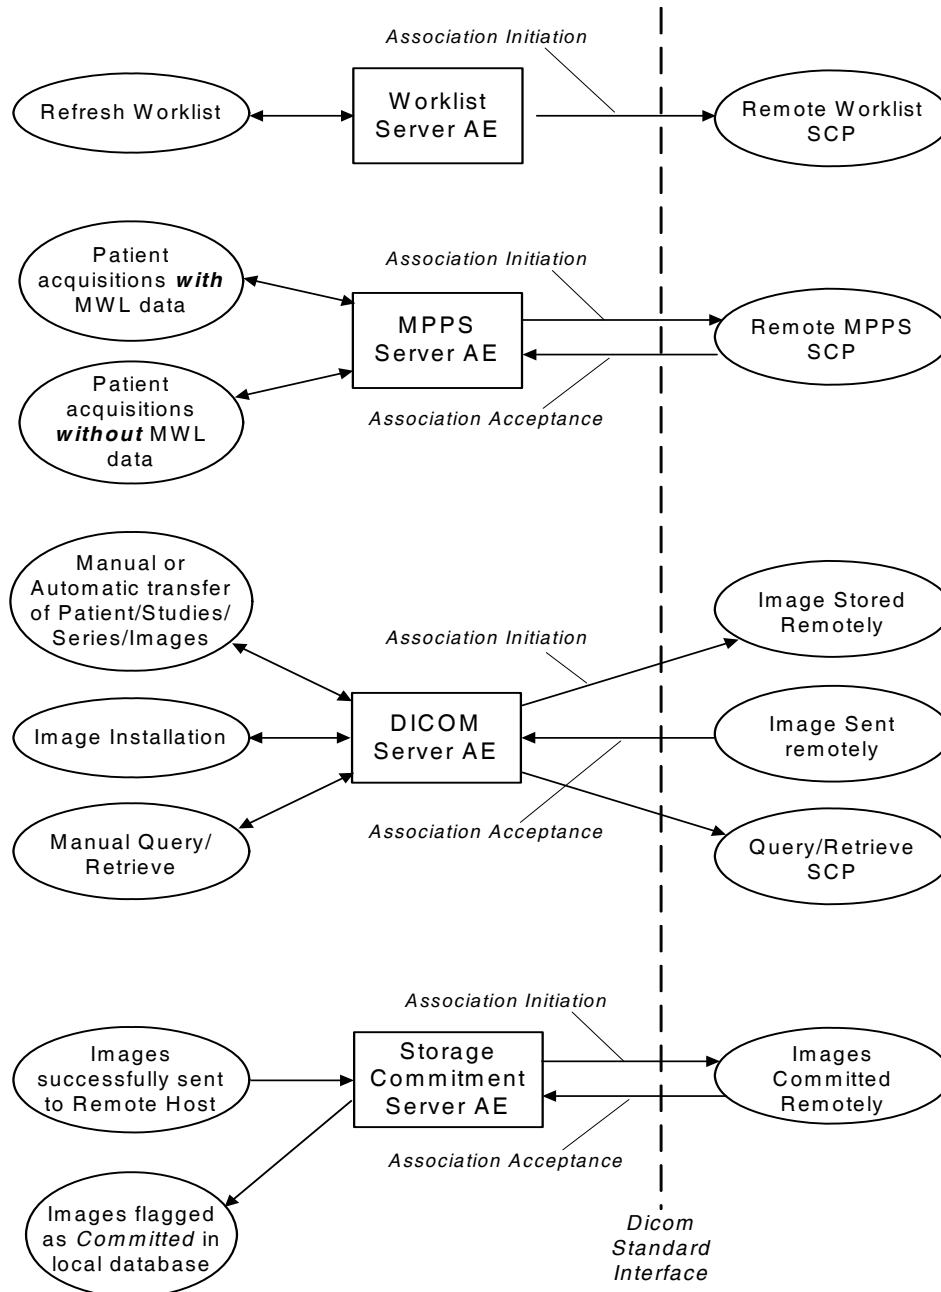 Association Initiation
Refresh Worklist
Worklist
Server AE
Remote Worklist
SCP
Patient
acquisitions with
MWL data
Association Initiation
MPPS
Server AE
Remote MPPS
SCP
Patient
acquisitions
without MWL
data
Association Acceptance
Manual or
Automatic transfer
of Patient/Studies/
Series/Images
Association Initiation
Image Stored
Remotely
Image Installation
DICOM
Server AE
Image Sent
remotely
Manual Query/
Retrieve
Association Acceptance
Query/Retrieve
SCP
Association Initiation
Images
successfully sent
to Remote Host
Storage
Commitment
Server AE
Images
Committed
Remotely
Association Acceptance
Images flagged
as Committed in
local database
Dicom
Standard
Interface